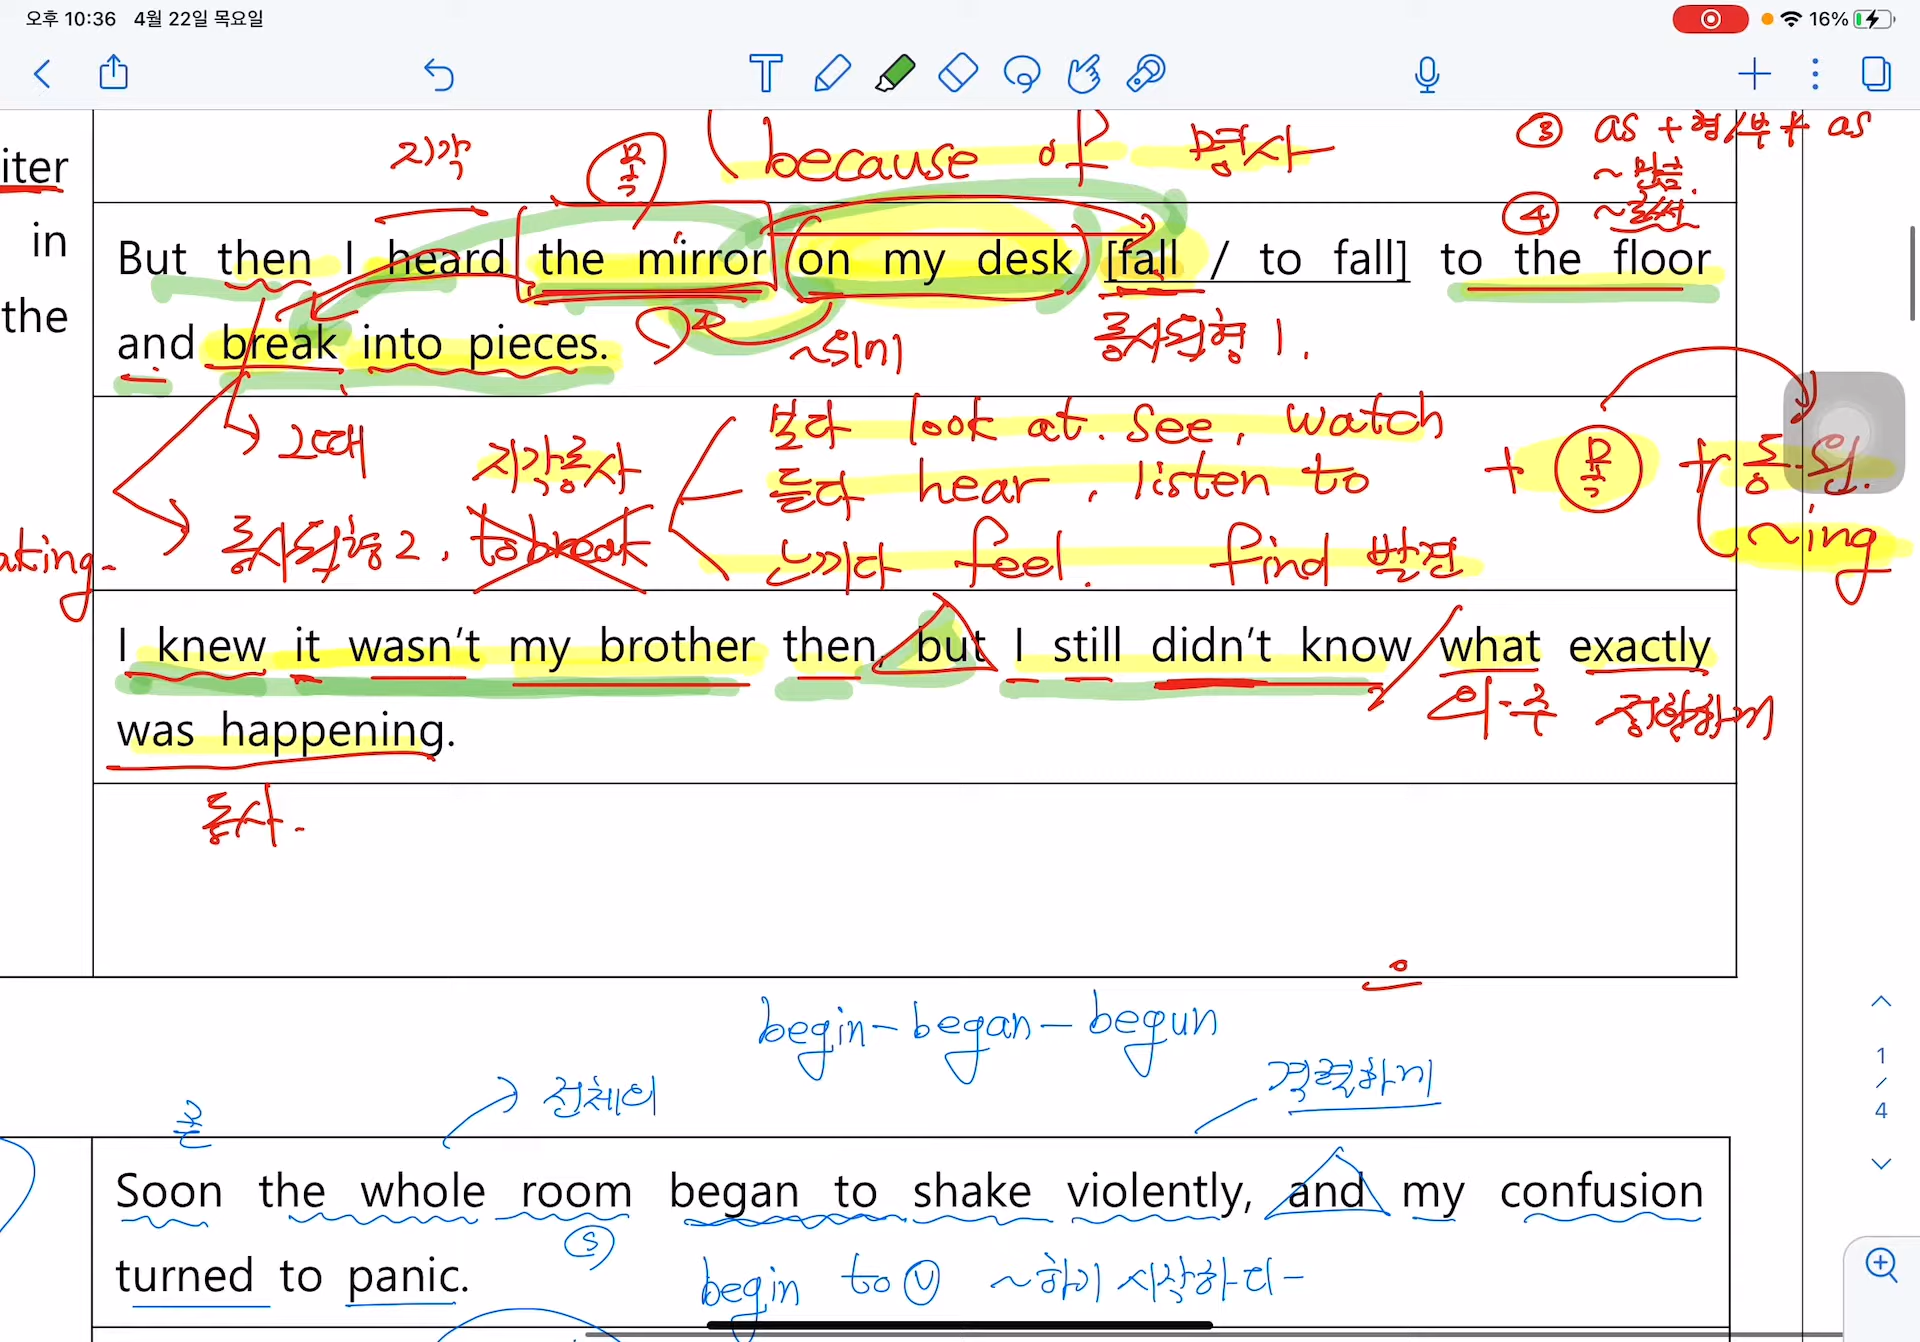 오후 10:36 4월 22일 목요일
16%
지각
because of 명사
③ as + 형/부 + as
~만큼.
④ ~로써
iter
in
the
But then I heard the mirror on my desk [fall / to fall] to the floor
and break into pieces.
동사원형 1.
2번째
지각동사
보다 look at. see, watch
듣다 hear, listen to
느끼다 feel. find 발견
+ 목 + 동.원.
~ing
동사원형 2, to break
aking.
I knew it wasn't my brother then, but I still didn't know what exactly
의.주 정확하게
was happening.
동사.
begin - began - begun
전체의
격렬하게
곧
Soon the whole room began to shake violently, and my confusion
S
turned to panic.
begin to V ~하기 시작하다
1
/
4